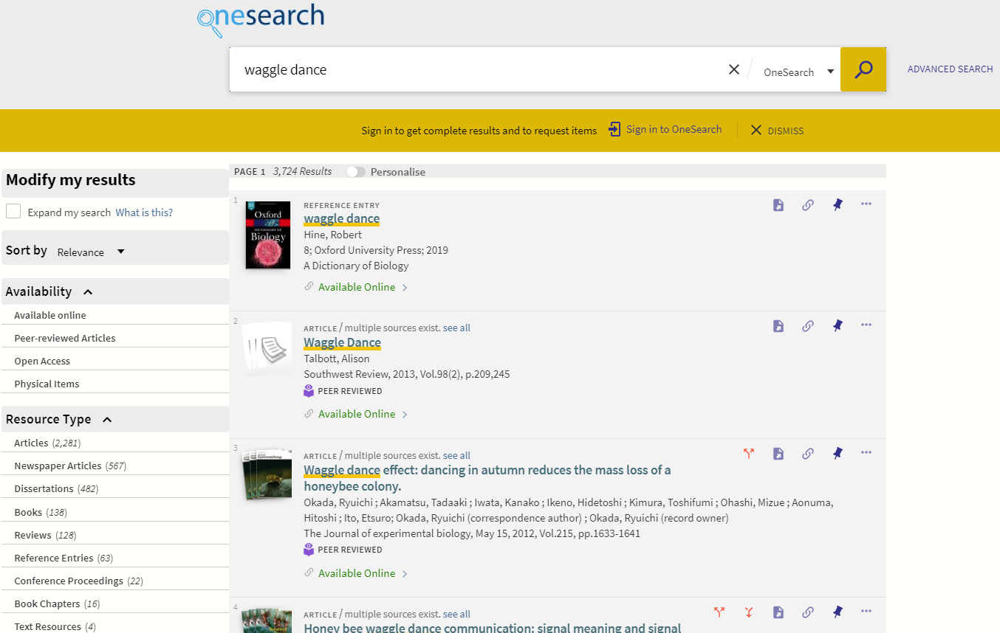 onesearch
waggle dance
OneSearch
ADVANCED SEARCH
Sign in to get complete results and to request items
Sign in to OneSearch
DISMISS
Modify my results
Expand my search What is this?
Sort by Relevance
Availability
Available online
Peer-reviewed Articles
Open Access
Physical Items
Resource Type
Articles (2,281)
Newspaper Articles (567)
Dissertations (482)
Books (138)
Reviews (128)
Reference Entries (63)
Conference Proceedings (22)
Book Chapters (16)
Text Resources (4)
PAGE 1 3,724 Results Personalise
1
Oxford
DICTIONARY OF
Biology
REFERENCE ENTRY
waggle dance
Hine, Robert
8; Oxford University Press; 2019
A Dictionary of Biology
Available Online
2
ARTICLE / multiple sources exist. see all
Waggle Dance
Talbott, Alison
Southwest Review, 2013, Vol.98(2), p.209,245
PEER REVIEWED
Available Online
3
ARTICLE / multiple sources exist. see all
Waggle dance effect: dancing in autumn reduces the mass loss of a
honeybee colony.
Okada, Ryuichi ; Akamatsu, Tadaaki ; Iwata, Kanako ; Ikeno, Hidetoshi ; Kimura, Toshifumi ; Ohashi, Mizue ; Aonuma,
Hitoshi ; Ito, Etsuro; Okada, Ryuichi (correspondence author) ; Okada, Ryuichi (record owner)
The Journal of experimental biology, May 15, 2012, Vol.215, pp.1633-1641
PEER REVIEWED
Available Online
4
ARTICLE / multiple sources exist. see all
Honey bee waggle dance communication: signal meaning and signal